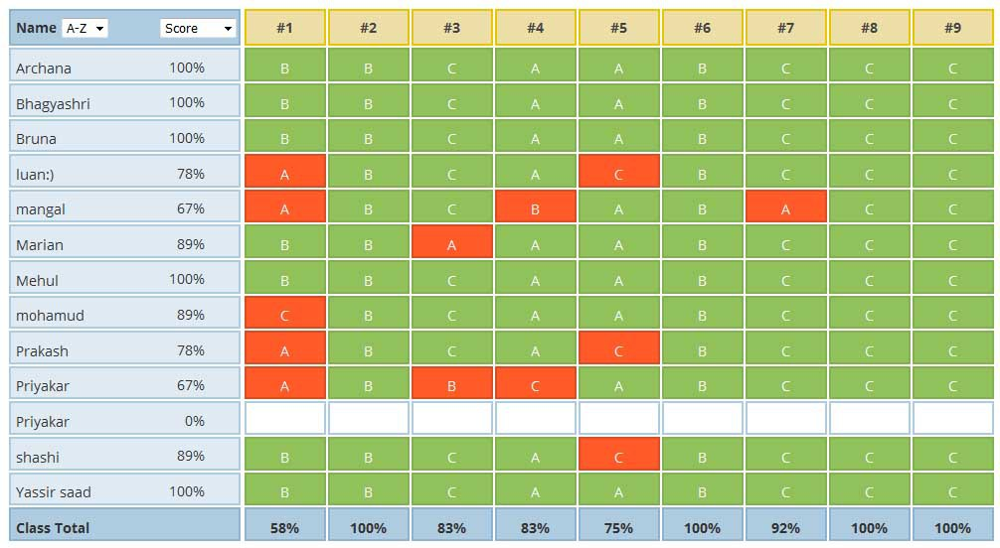 Name A-Z Score #1 #2 #3 #4 #5 #6 #7 #8 #9
Archana 100% B B C A A B C C C
Bhagyashri 100% B B C A A B C C C
Bruna 100% B B C A A B C C C
luan:) 78% A B C A C B C C C
mangal 67% A B C B A B A C C
Marian 89% B B A A A B C C C
Mehul 100% B B C A A B C C C
mohamud 89% C B C A A B C C C
Prakash 78% A B C A C B C C C
Priyakar 67% A B B C A B C C C
Priyakar 0%
shashi 89% B B C A C B C C C
Yassir saad 100% B B C A A B C C C
Class Total 58% 100% 83% 83% 75% 100% 92% 100% 100%